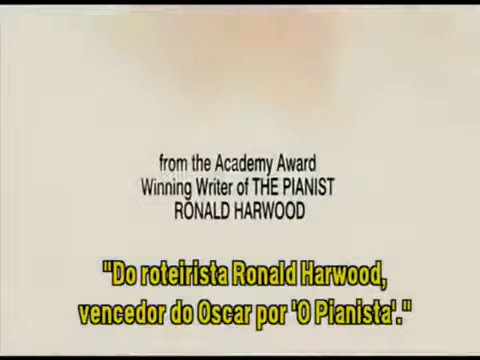 from the Academy Award
Winning Writer of THE PIANIST
RONALD HARWOOD
"Do roteirista Ronald Harwood,
vencedor do Oscar por 'O Pianista'."